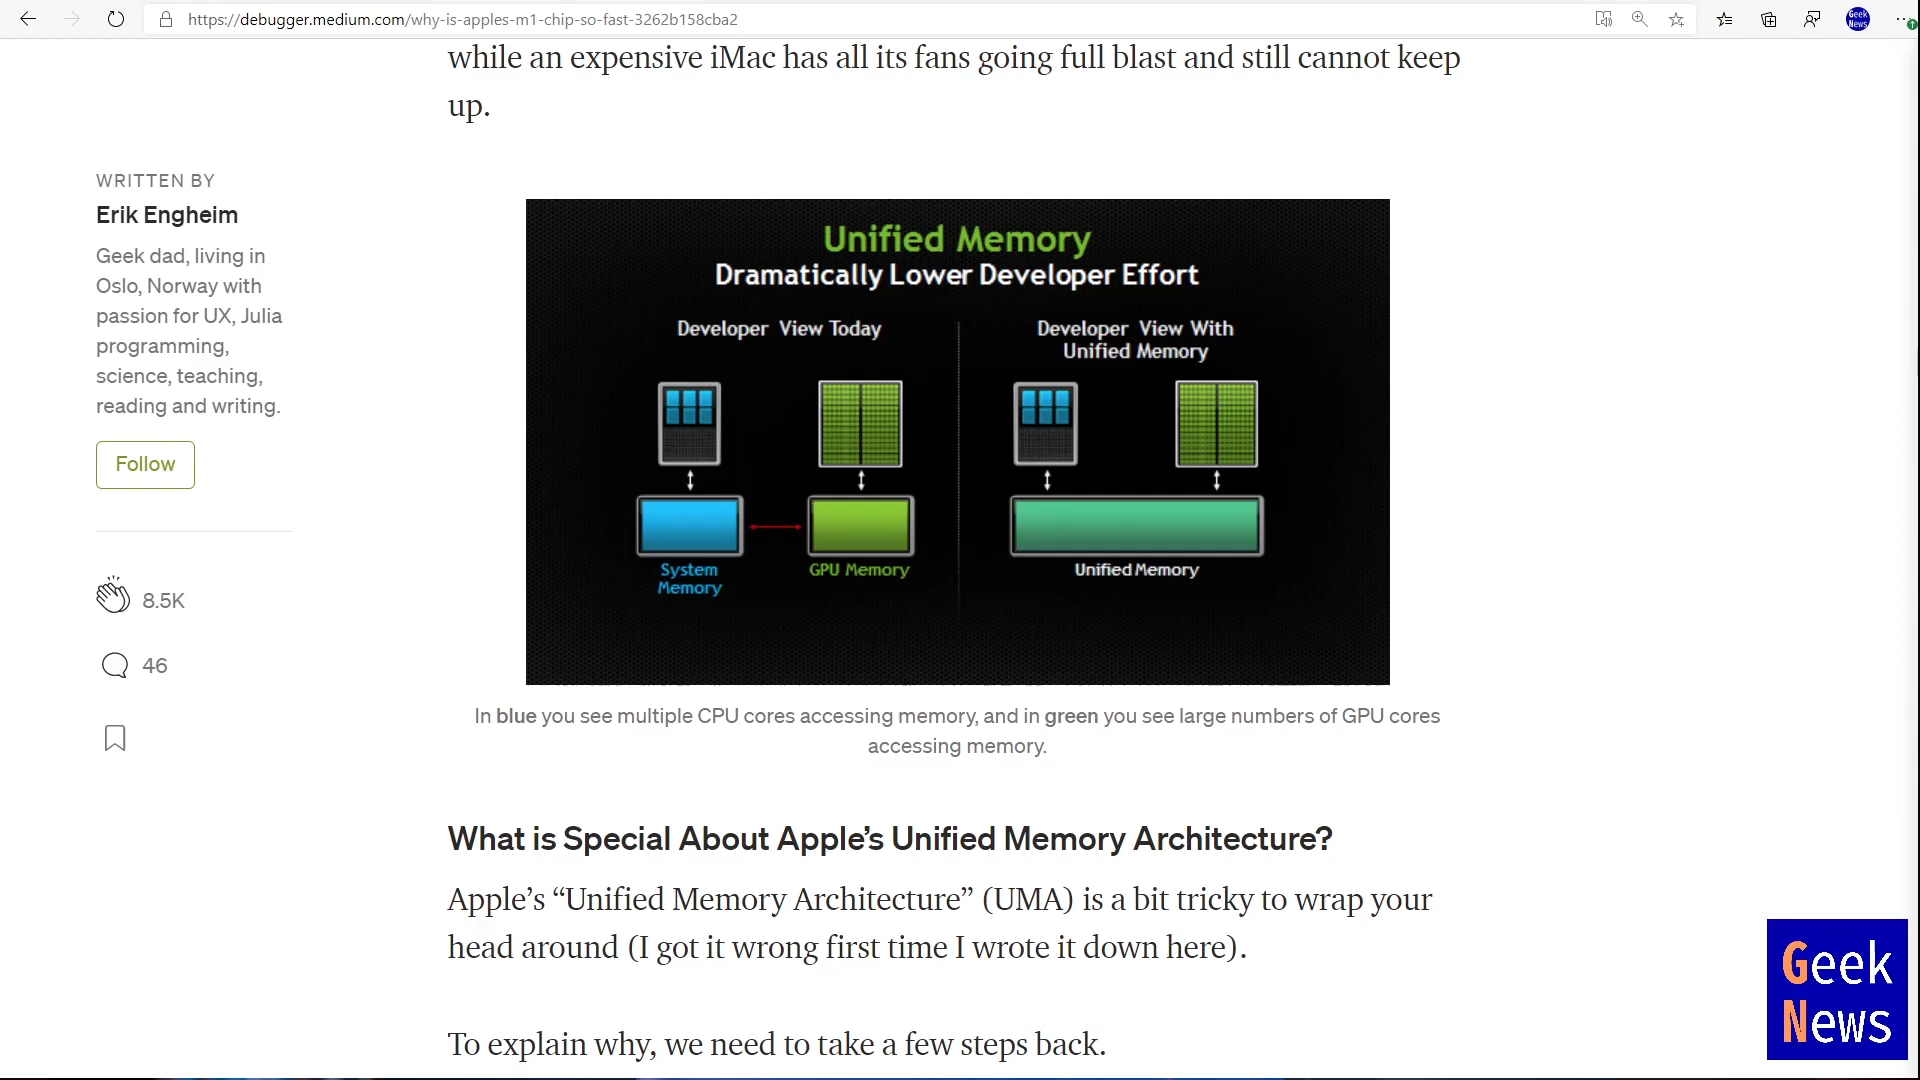 https://debugger.medium.com/why-is-apples-m1-chip-so-fast-3262b158cba2
Geek
News
while an expensive iMac has all its fans going full blast and still cannot keep
up.
WRITTEN BY
Erik Engheim
Geek dad, living in
Oslo, Norway with
passion for UX, Julia
programming,
science, teaching,
reading and writing.
Follow
8.5K
46
Unified Memory
Dramatically Lower Developer Effort
Developer View Today
Developer View With
Unified Memory
System
Memory
GPU Memory
Unified Memory
In blue you see multiple CPU cores accessing memory, and in green you see large numbers of GPU cores
accessing memory.
What is Special About Apple’s Unified Memory Architecture?
Apple’s “Unified Memory Architecture” (UMA) is a bit tricky to wrap your
head around (I got it wrong first time I wrote it down here).
To explain why, we need to take a few steps back.
Geek
News